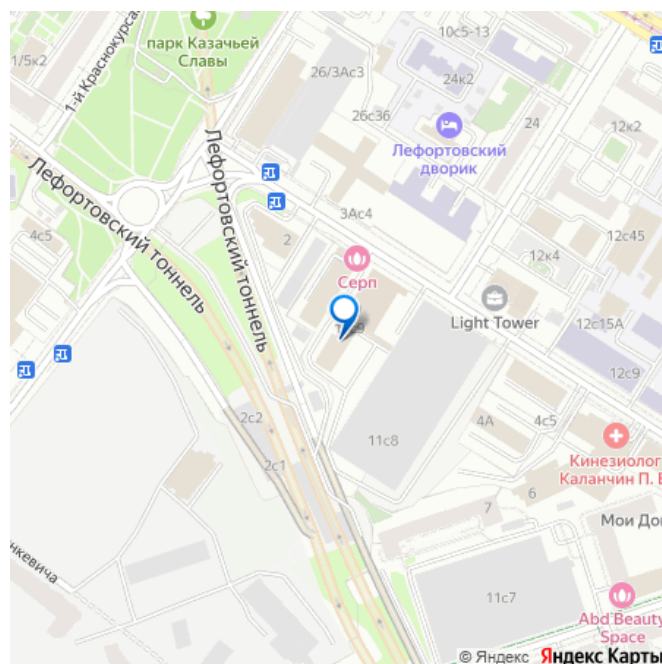 парк Казачьей
Славы
10с5-13
1/5к2
1-й Краснокурса
26/3Ас3
24к2
26с36
24
12к2
Лефортовский
дворик
Лефортовский тоннель
Лефортовский тоннель
3Ас4
4с5
2
12с45
12к4
Серп
Light Tower
12с15А
12с9
2с2
4А
4с5
11с8
2с1
Кинезиолог
Каланчин П. Е
7
6
Мои Док
нкевича
11с7
Abd Beauty
Space
© Яндекс Яндекс Карты